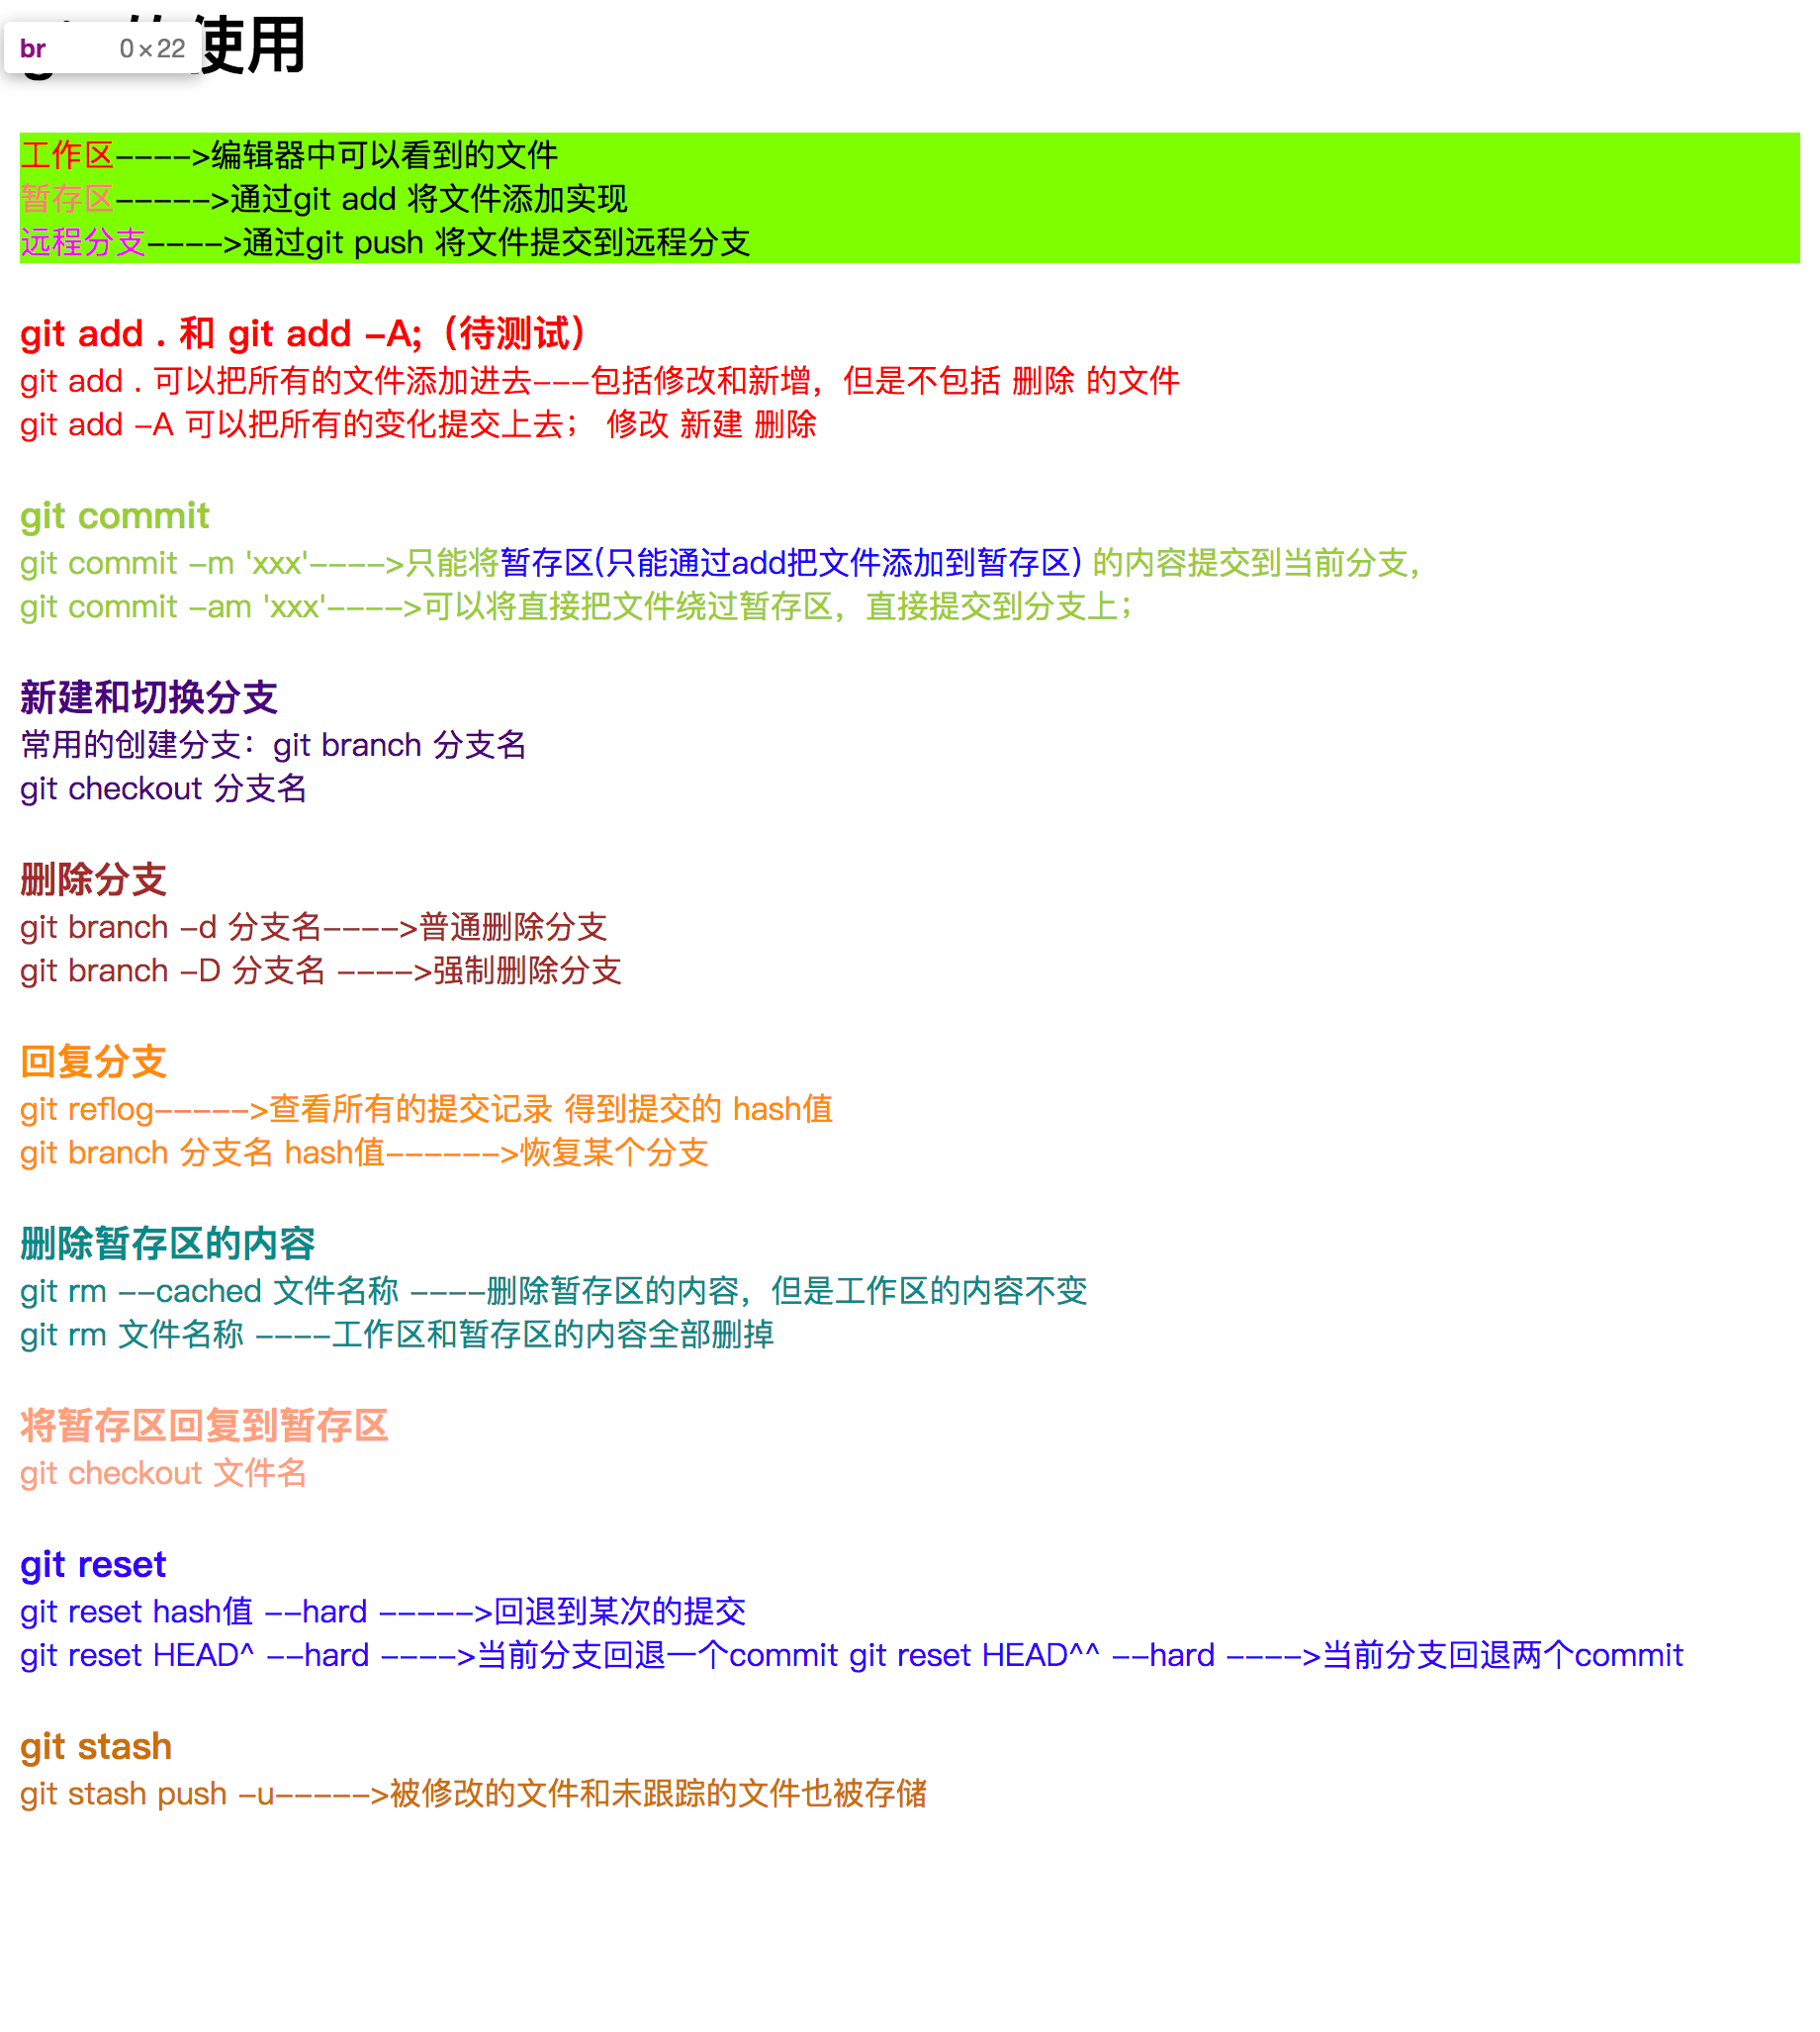 br 0×22
使用
工作区---->编辑器中可以看到的文件
暂存区----->通过git add 将文件添加实现
远程分支---->通过git push 将文件提交到远程分支
git add . 和 git add -A;（待测试）
git add . 可以把所有的文件添加进去---包括修改和新增，但是不包括 删除 的文件
git add -A 可以把所有的变化提交上去； 修改 新建 删除
git commit
git commit -m 'xxx'---->只能将暂存区(只能通过add把文件添加到暂存区) 的内容提交到当前分支，
git commit -am 'xxx'---->可以将直接把文件绕过暂存区，直接提交到分支上；
新建和切换分支
常用的创建分支：git branch 分支名
git checkout 分支名
删除分支
git branch -d 分支名---->普通删除分支
git branch -D 分支名 ---->强制删除分支
回复分支
git reflog----->查看所有的提交记录 得到提交的 hash值
git branch 分支名 hash值------>恢复某个分支
删除暂存区的内容
git rm --cached 文件名称 ----删除暂存区的内容，但是工作区的内容不变
git rm 文件名称 ----工作区和暂存区的内容全部删掉
将暂存区回复到暂存区
git checkout 文件名
git reset
git reset hash值 --hard ----->回退到某次的提交
git reset HEAD^ --hard ---->当前分支回退一个commit git reset HEAD^^ --hard ---->当前分支回退两个commit
git stash
git stash push -u----->被修改的文件和未跟踪的文件也被存储